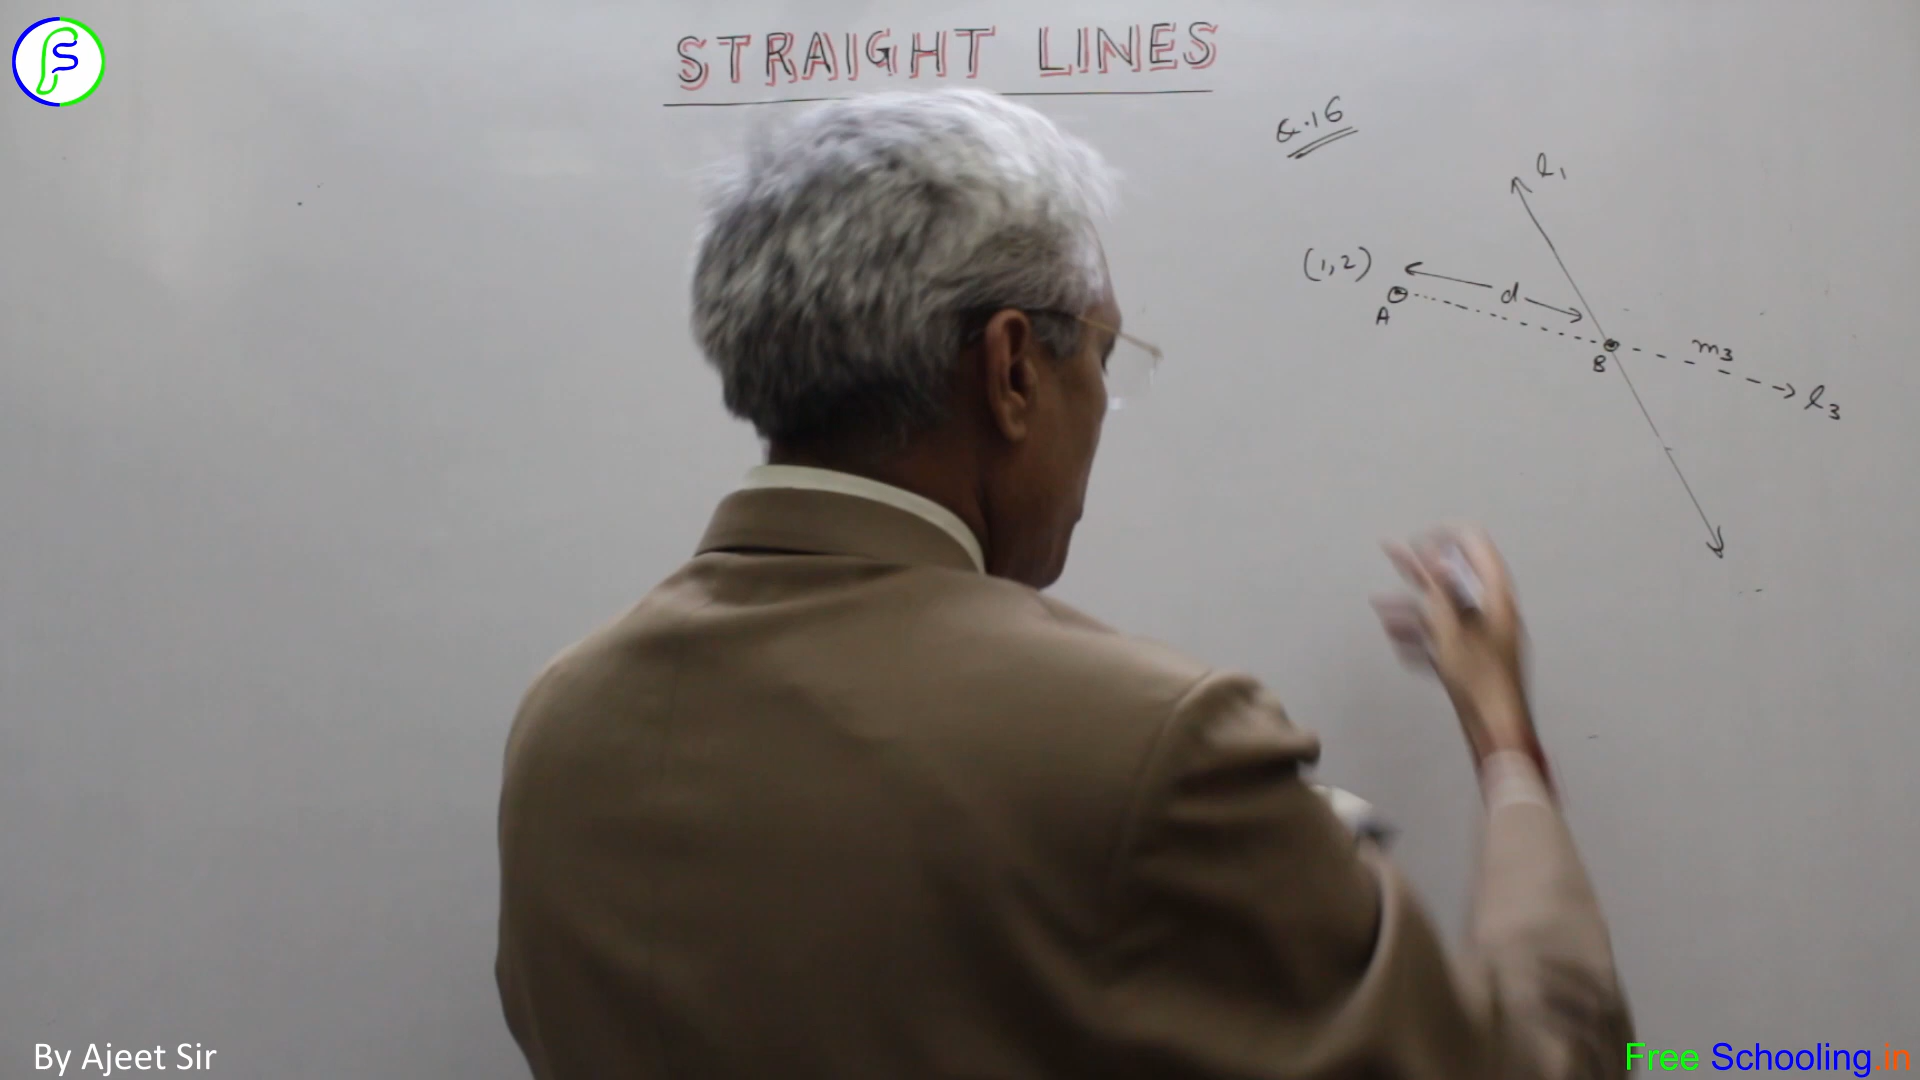 STRAIGHT LINES
Q.16
l1
(1,2)
d
A
B
m3
l3
By Ajeet Sir
Free Schooling.in